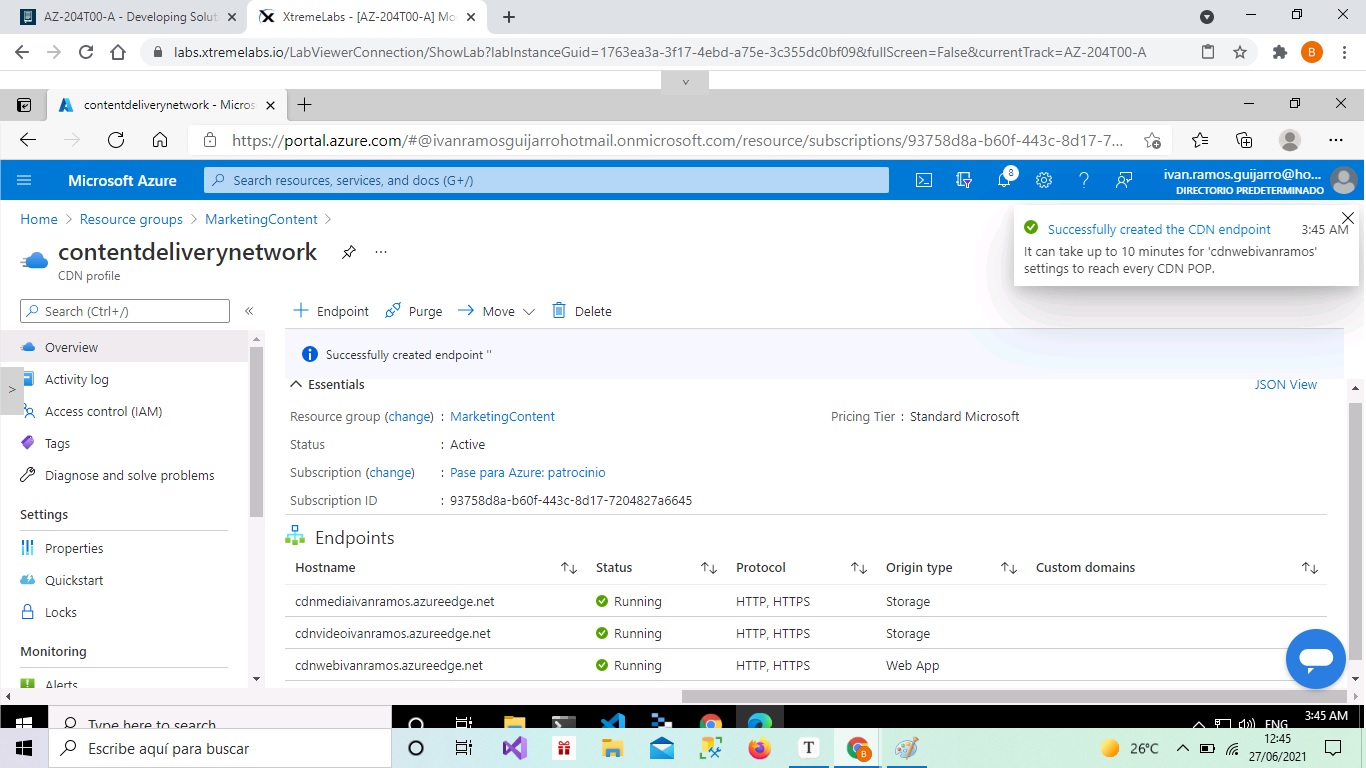 AZ-204T00-A - Developing Solut
XtremeLabs - [AZ-204T00-A] Mo
labs.xtremelabs.io/LabViewerConnection/ShowLab?labInstanceGuid=1763ea3a-3f17-4ebd-a75e-3c355dc0bf09&fullScreen=False&currentTrack=AZ-204T00-A
B
contentdeliverynetwork - Micros
https://portal.azure.com/#@ivanramosguijarrohotmail.onmicrosoft.com/resource/subscriptions/93758d8a-b60f-443c-8d17-7...
Microsoft Azure
Search resources, services, and docs (G+/)
8
ivan.ramos.guijarro@ho...
DIRECTORIO PREDETERMINADO
Home > Resource groups > MarketingContent >
Successfully created the CDN endpoint 3:45 AM
It can take up to 10 minutes for 'cdnwebivanramos'
settings to reach every CDN POP.
contentdeliverynetwork
CDN profile
Search (Ctrl+/)
Endpoint Purge Move Delete
Overview
Activity log
Access control (IAM)
Tags
Diagnose and solve problems
Settings
Properties
Quickstart
Locks
Monitoring
Alerts
Successfully created endpoint ''
Essentials JSON View
Resource group (change) : MarketingContent Pricing Tier : Standard Microsoft
Status : Active
Subscription (change) : Pase para Azure: patrocinio
Subscription ID : 93758d8a-b60f-443c-8d17-7204827a6645
Endpoints
Hostname Status Protocol Origin type Custom domains
cdnmediaivanramos.azureedge.net Running HTTP, HTTPS Storage
cdnvideoivanramos.azureedge.net Running HTTP, HTTPS Storage
cdnwebivanramos.azureedge.net Running HTTP, HTTPS Web App
Type here to search
ENG
3:45 AM
Escribe aquí para buscar
T
B
26°C
12:45
27/06/2021